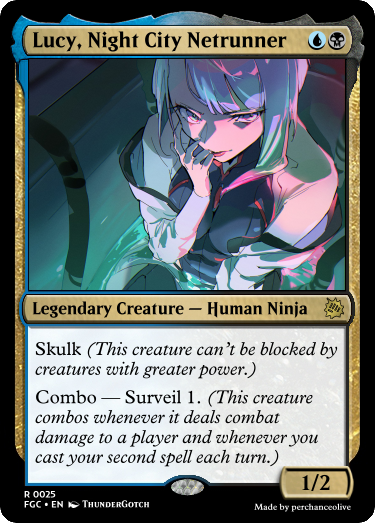 Lucy, Night City Netrunner
Legendary Creature — Human Ninja
Skulk (This creature can't be blocked by
creatures with greater power.)
Combo — Surveil 1. (This creature
combos whenever it deals combat
damage to a player and whenever you
cast your second spell each turn.)
1/2
R 0025
FGC • EN ThunderGotch
Made by perchanceolive